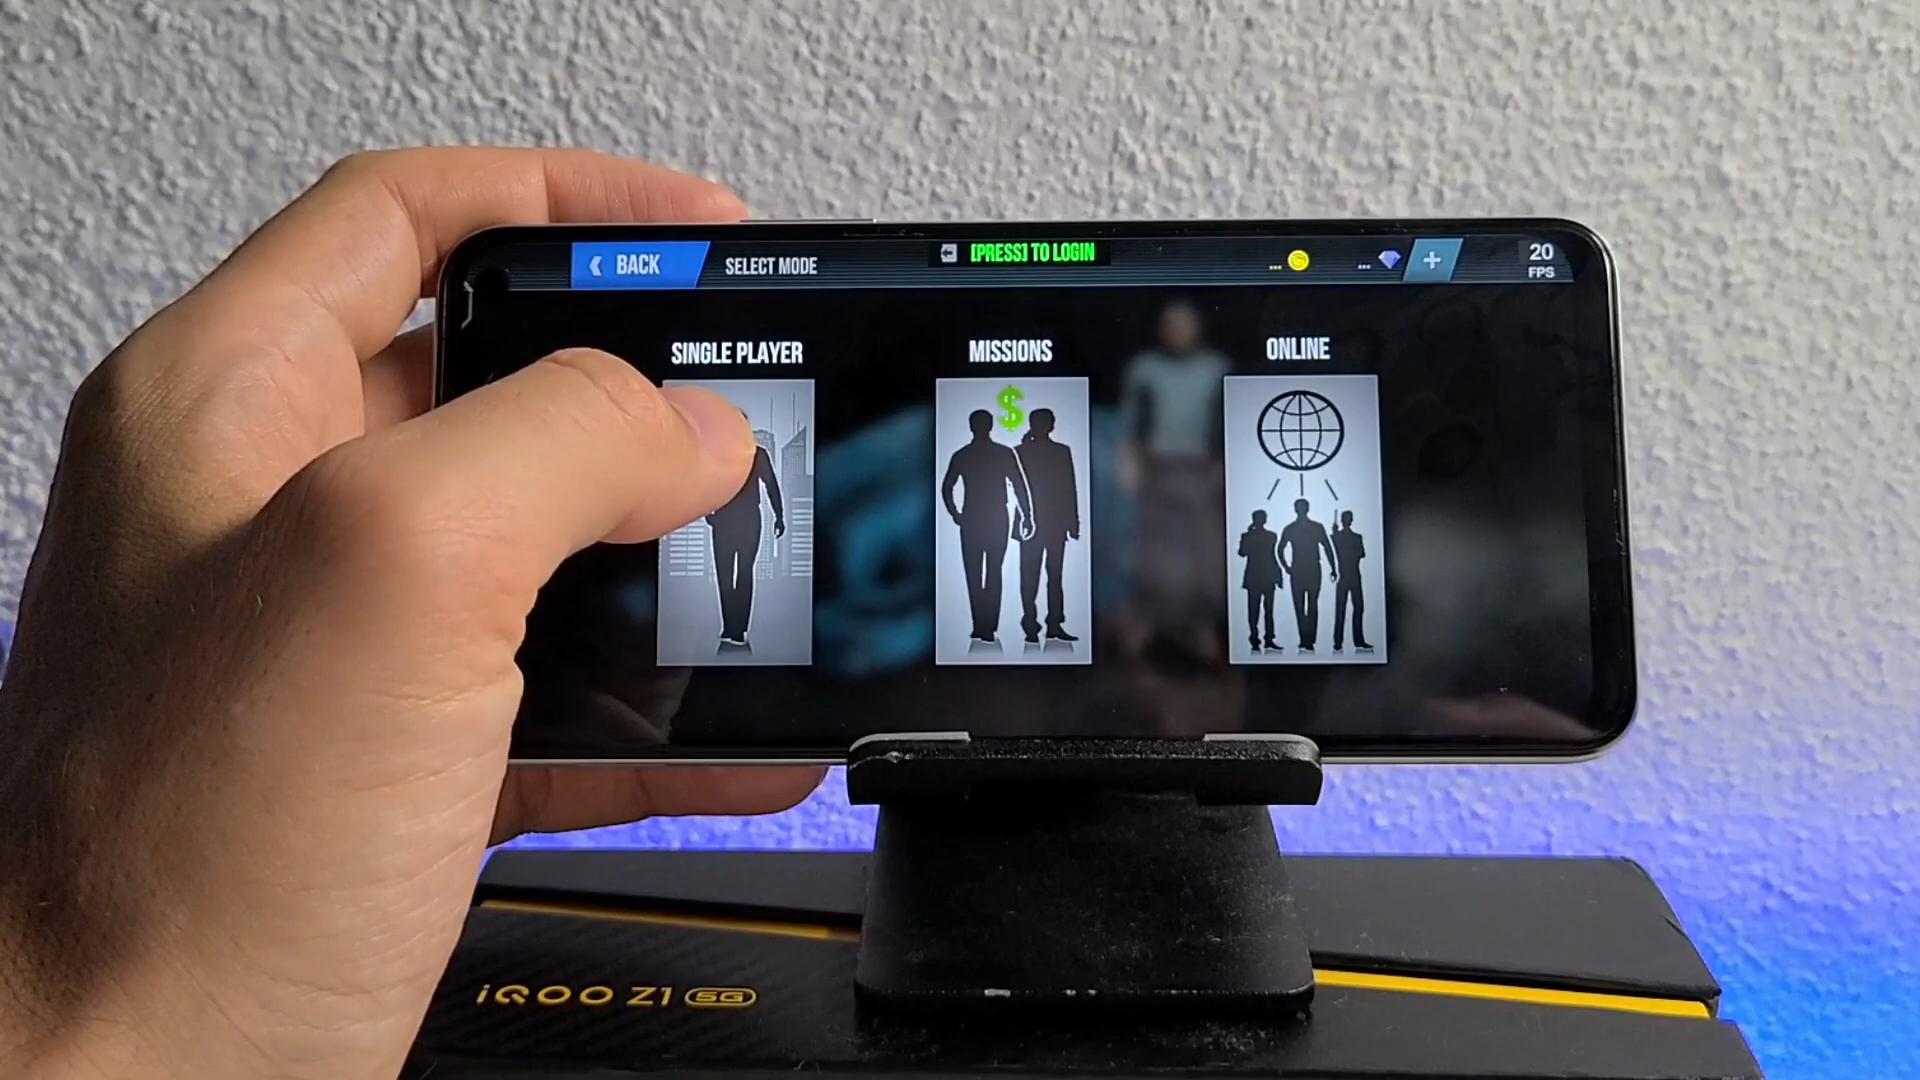 BACK
SELECT MODE
[PRESS] TO LOGIN
...
...
+
20
FPS
SINGLE PLAYER
MISSIONS
ONLINE
$
iQOO Z1 5G